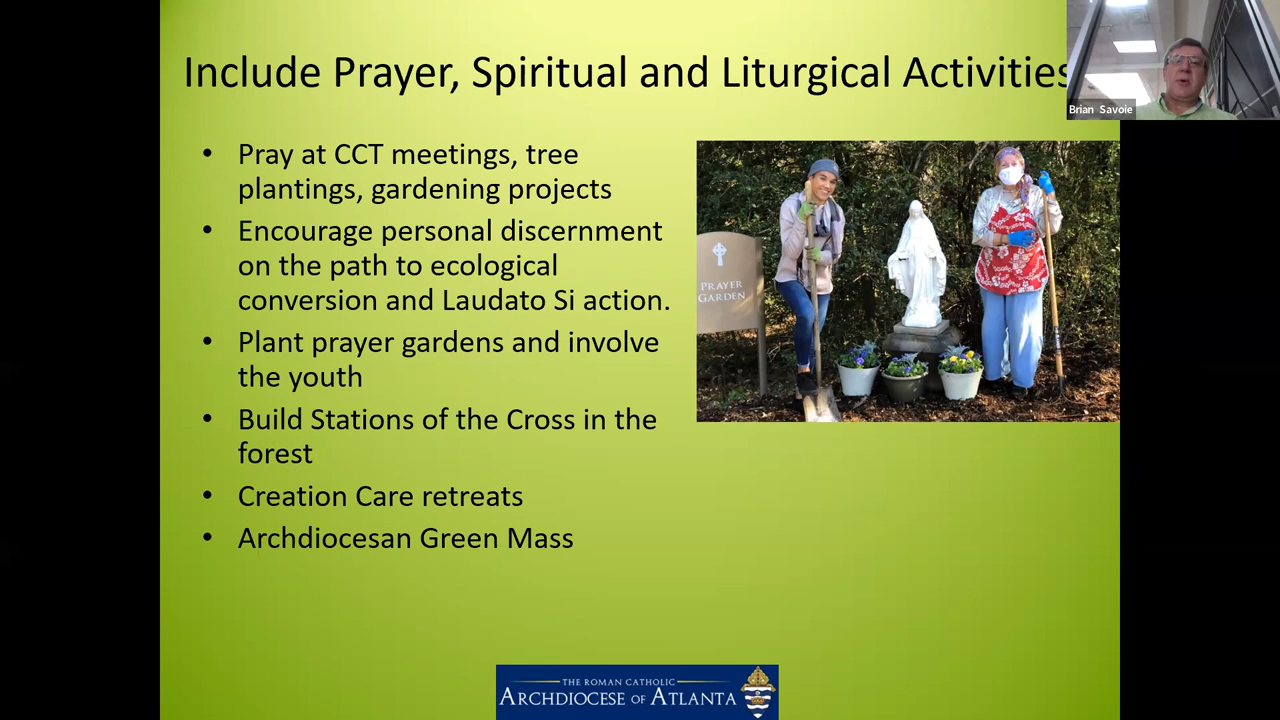 Include Prayer, Spiritual and Liturgical Activities
Brian Savoie
• Pray at CCT meetings, tree
plantings, gardening projects
• Encourage personal discernment
on the path to ecological
conversion and Laudato Si action.
• Plant prayer gardens and involve
the youth
• Build Stations of the Cross in the
forest
• Creation Care retreats
• Archdiocesan Green Mass
PRAYER
GARDEN
THE ROMAN CATHOLIC
ARCHDIOCESE OF ATLANTA